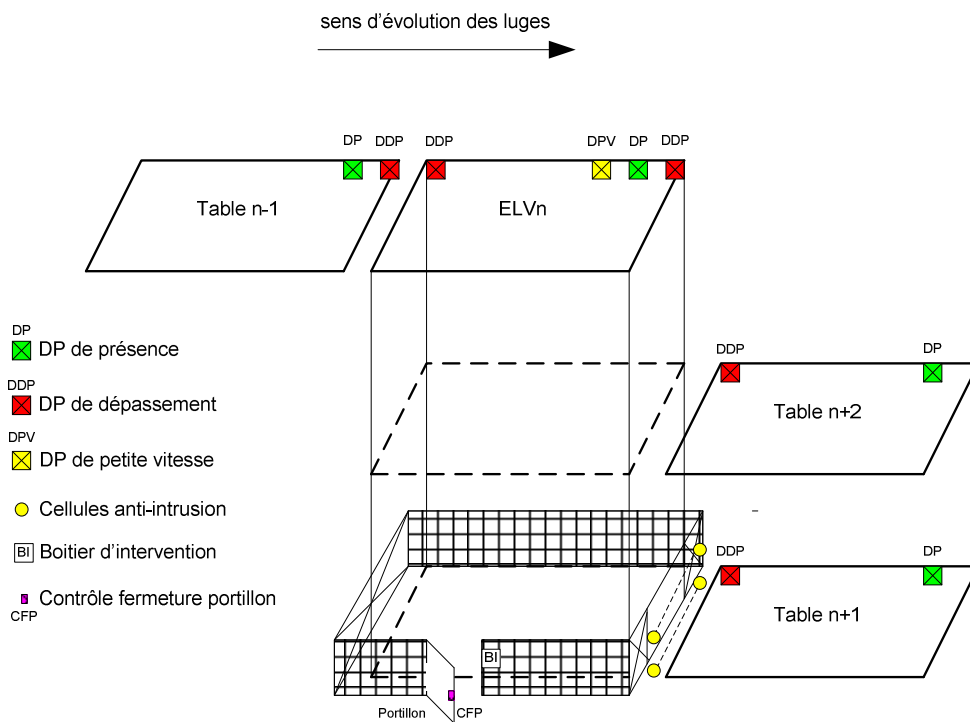 sens d'évolution des luges
DP DDP DDP DPV DP DDP
Table n-1 ELVn
DP
DP de présence
DDP DP
DDP
DP de dépassement
Table n+2
DPV
DP de petite vitesse
Cellules anti-intrusion
BI Boitier d'intervention
DDP DP
Contrôle fermeture portillon
CFP
Table n+1
BI
Portillon CFP